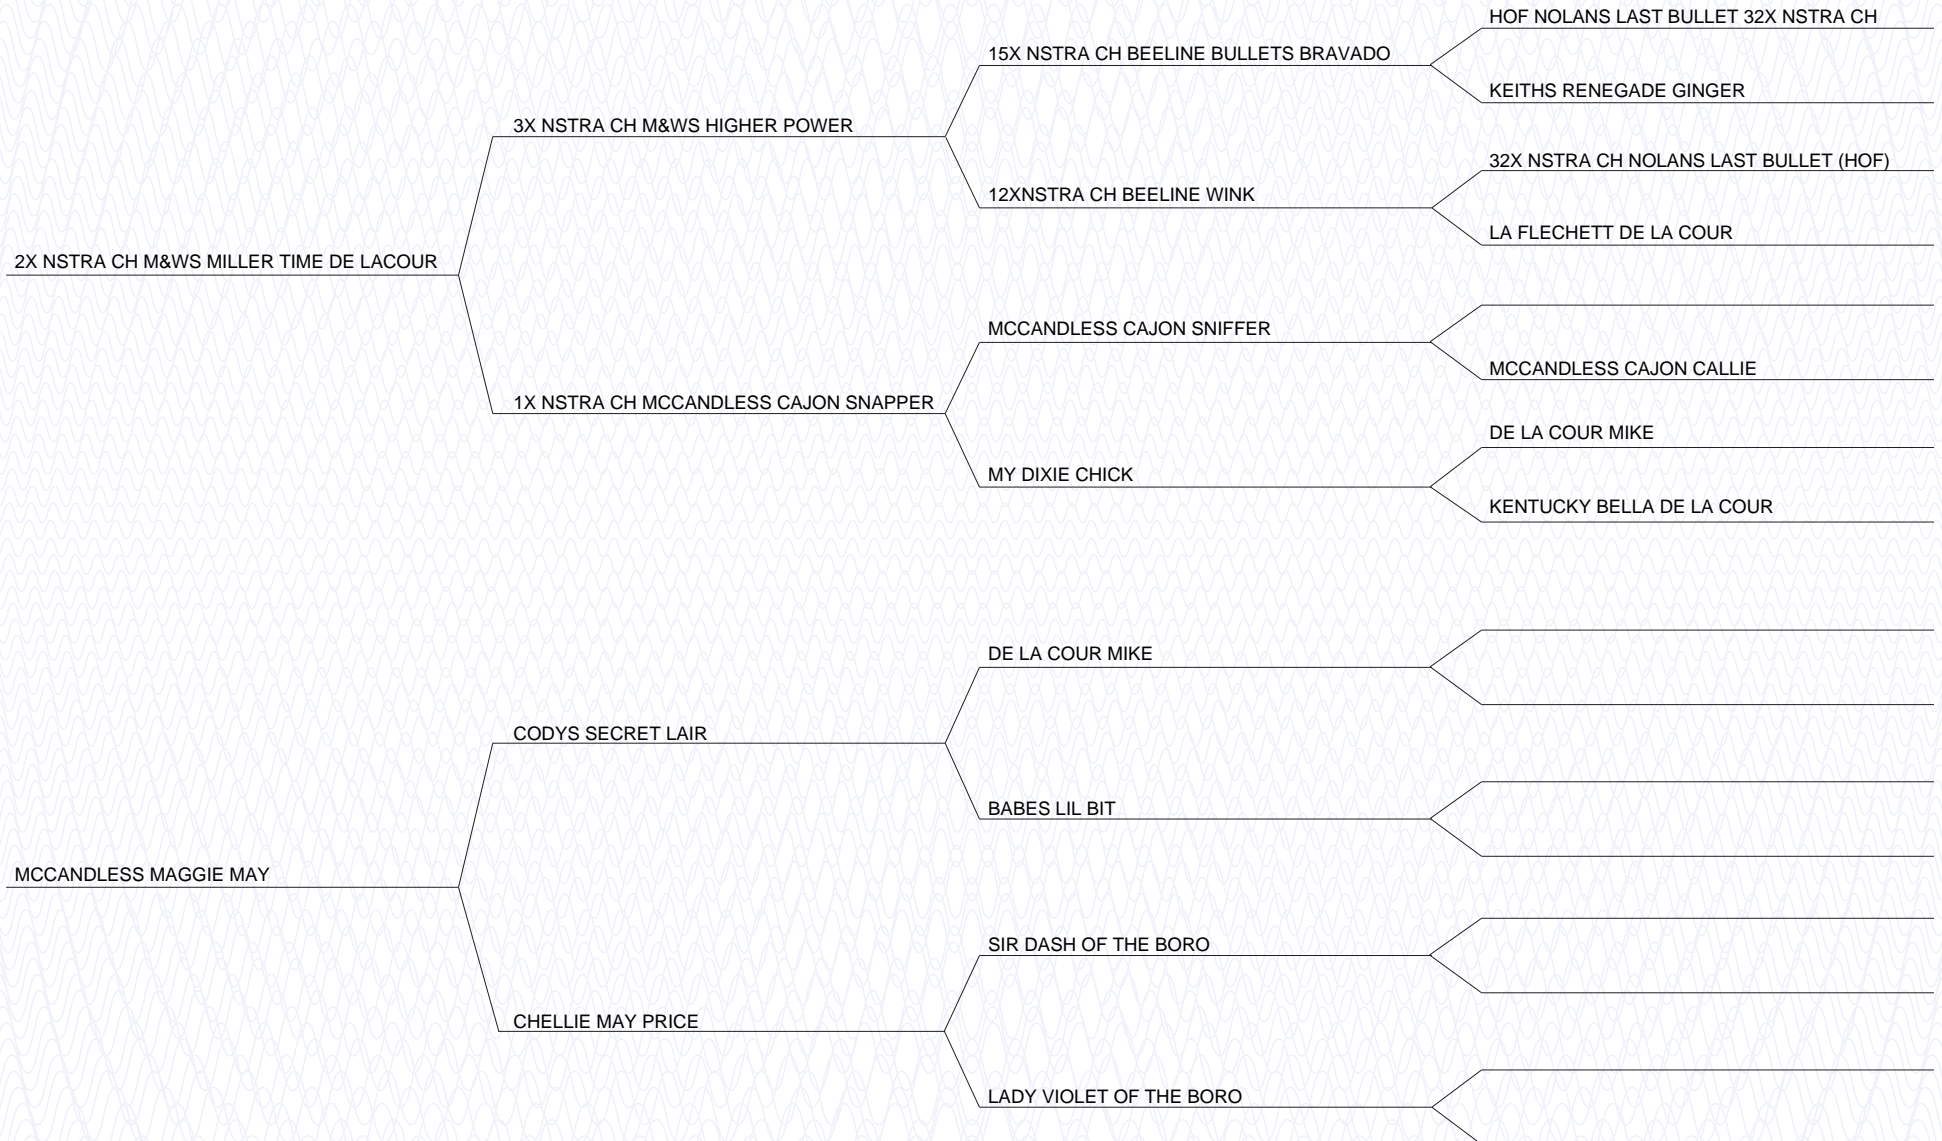 HOF NOLANS LAST BULLET 32X NSTRA CH
15X NSTRA CH BEELINE BULLETS BRAVADO
KEITHS RENEGADE GINGER
3X NSTRA CH M&WS HIGHER POWER
32X NSTRA CH NOLANS LAST BULLET (HOF)
12XNSTRA CH BEELINE WINK
LA FLECHETT DE LA COUR
2X NSTRA CH M&WS MILLER TIME DE LACOUR
MCCANDLESS CAJON SNIFFER
MCCANDLESS CAJON CALLIE
1X NSTRA CH MCCANDLESS CAJON SNAPPER
DE LA COUR MIKE
MY DIXIE CHICK
KENTUCKY BELLA DE LA COUR
DE LA COUR MIKE
CODYS SECRET LAIR
BABES LIL BIT
MCCANDLESS MAGGIE MAY
SIR DASH OF THE BORO
CHELLIE MAY PRICE
LADY VIOLET OF THE BORO